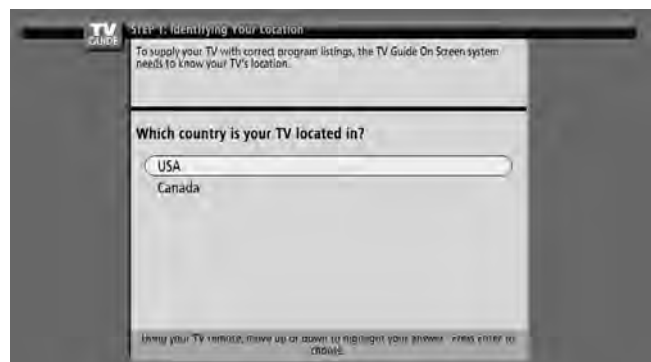 TV
GUIDE
STEP 1: Identifying Your Location
To supply your TV with correct program listings, the TV Guide On Screen system
needs to know your TV's location.
Which country is your TV located in?
USA
Canada
Using your TV remote, move up or down to highlight your answer. Press enter to
choose.